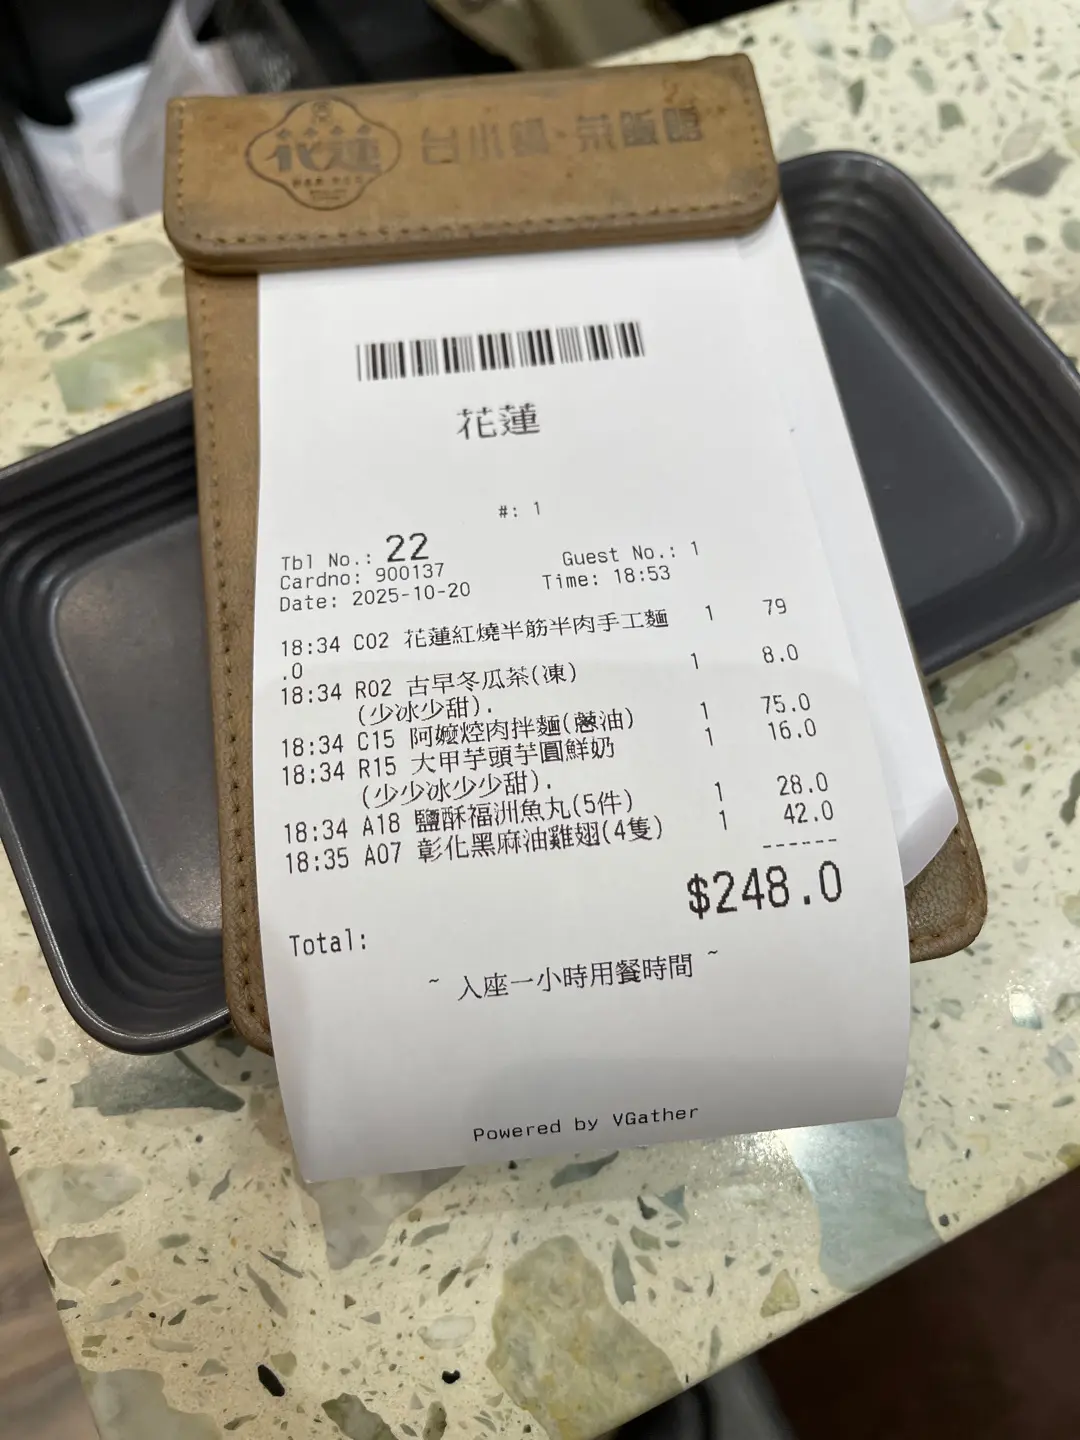 花蓮
台小鍋·茶飯麵
花蓮
#: 1
Tbl No.: 22 Guest No.: 1
Cardno: 900137
Date: 2025-10-20 Time: 18:53
18:34 C02 花蓮紅燒半筋半肉手工麵 1 79
.0
18:34 R02 古早冬瓜茶(凍) 1 8.0
(少冰少甜).
18:34 C15 阿嬤焢肉拌麵(蔥油) 1 75.0
18:34 R15 大甲芋頭芋圓鮮奶 1 16.0
(少少冰少少甜).
18:34 A18 鹽酥福洲魚丸(5件) 1 28.0
18:35 A07 彰化黑麻油雞翅(4隻) 1 42.0
------
$248.0
Total:
~ 入座一小時用餐時間 ~
Powered by VGather